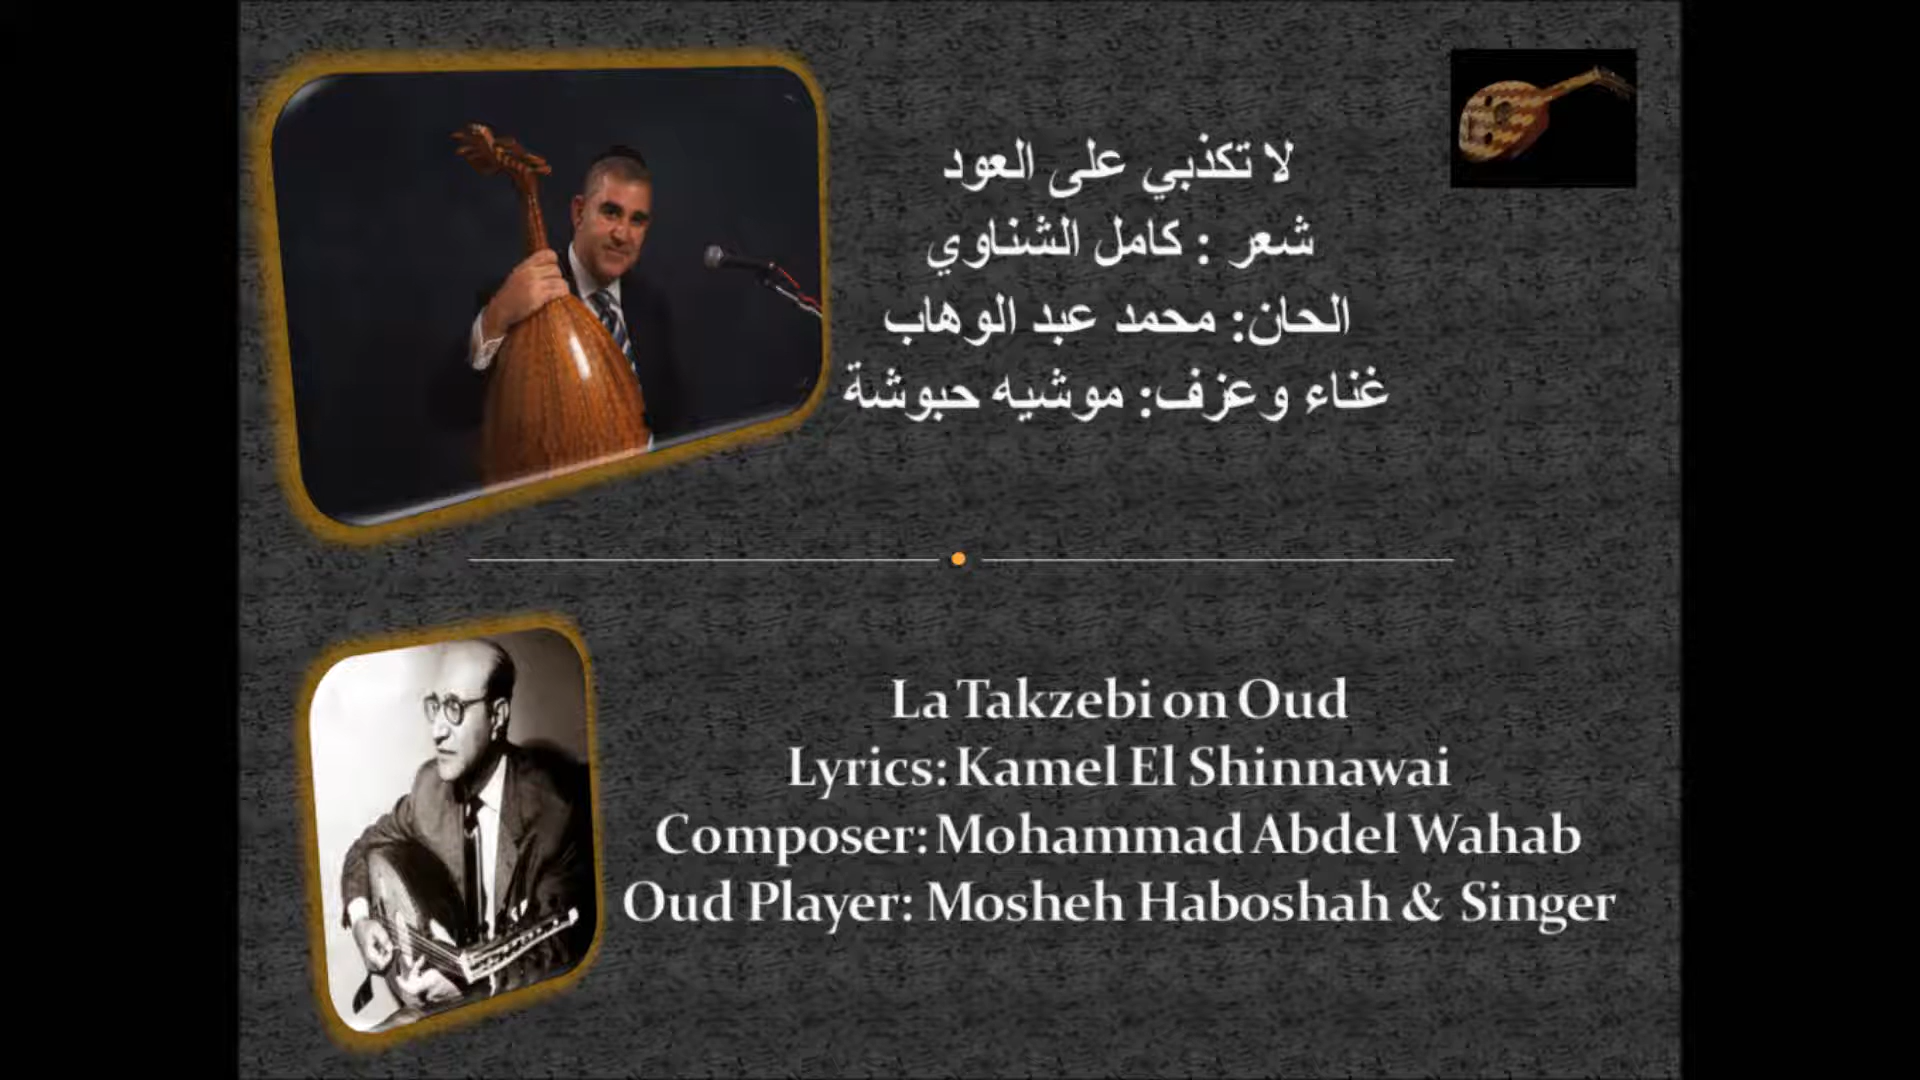 لا تكذبي على العود
شعر : كامل الشناوي
الحان: محمد عبد الوهاب
غناء وعزف: موشيه حبوشة
La Takzebi on Oud
Lyrics: Kamel El Shinnawai
Composer: Mohammad Abdel Wahab
Oud Player: Mosheh Haboshah & Singer